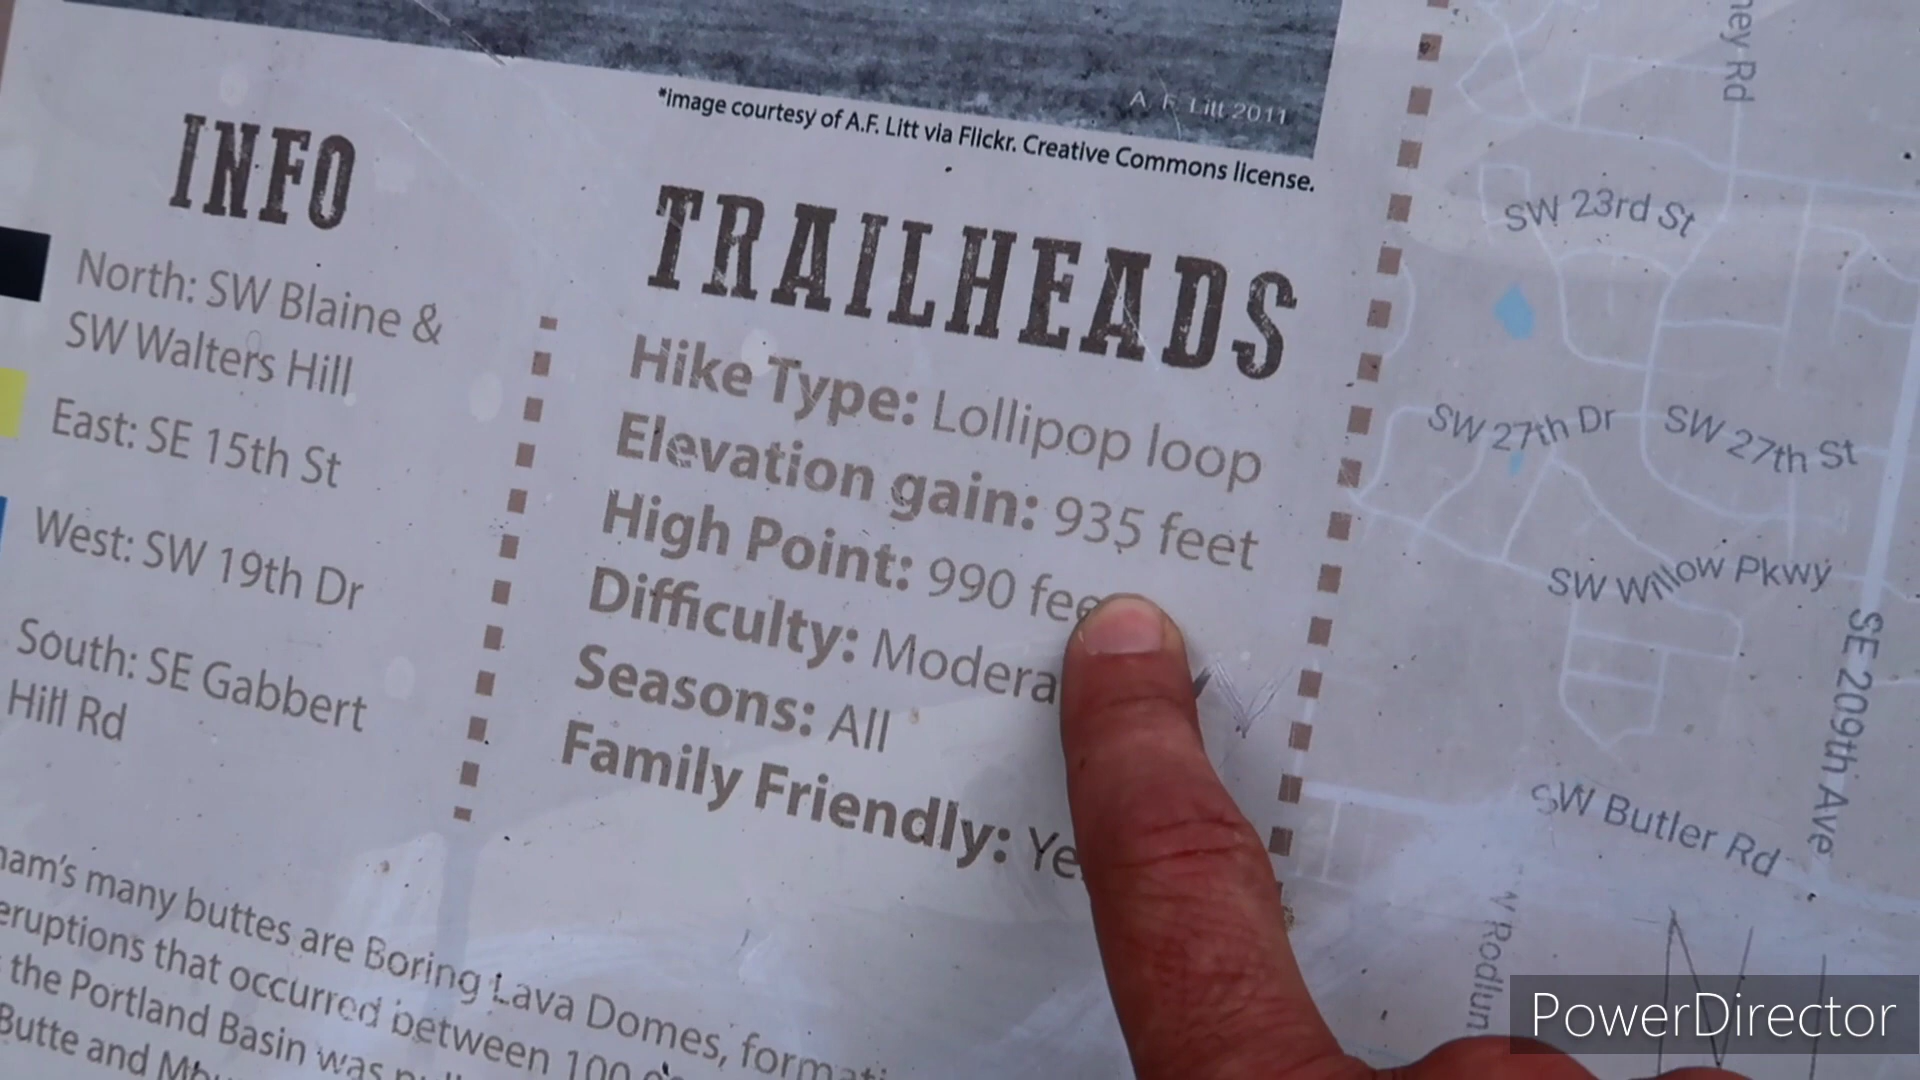 A. F. Litt 2011
*image courtesy of A.F. Litt via Flickr. Creative Commons license.
INFO
North: SW Blaine &
SW Walters Hill
East: SE 15th St
West: SW 19th Dr
South: SE Gabbert
Hill Rd
TRAILHEADS
Hike Type: Lollipop loop
Elevation gain: 935 feet
High Point: 990 fee
Difficulty: Modera
Seasons: All
Family Friendly: Ye
ham's many buttes are Boring Lava Domes, formati
eruptions that occurred between 100
the Portland Basin was
Butte and
ney Rd
SW 23rd St
SW 27th Dr
SW 27th St
SW Willow Pkwy
SE 209th Ave
SW Butler Rd
Rodlun
PowerDirector